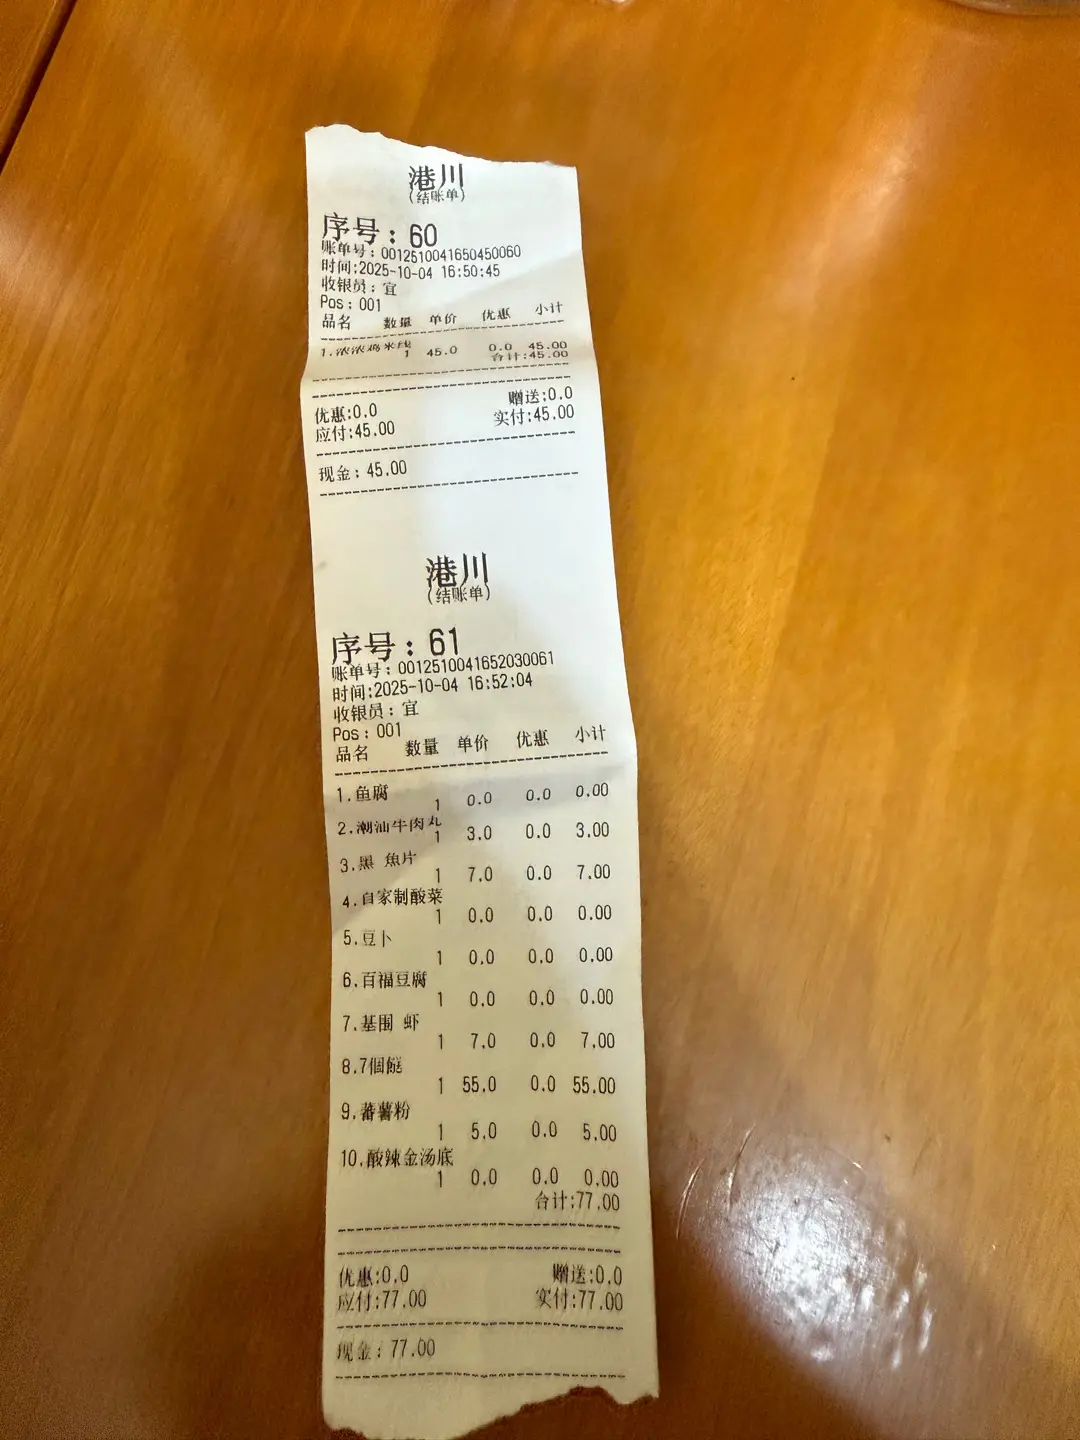 港川
(结账单)
序号：60
账单号：0012510041650450060
时间:2025-10-04 16:50:45
收银员：宜
Pos：001
品名 数量 单价 优惠 小计
1.浓浓鸡米线
1 45.0 0.0 45.00
合计:45.00
优惠:0.0 赠送:0.0
应付:45.00 实付:45.00
现金：45.00
港川
(结账单)
序号：61
账单号：0012510041652030061
时间:2025-10-04 16:52:04
收银员：宜
Pos：001
品名 数量 单价 优惠 小计
1.鱼腐
1 0.0 0.0 0.00
2.潮汕牛肉丸
1 3.0 0.0 3.00
3.黑 魚片
1 7.0 0.0 7.00
4.自家制酸菜
1 0.0 0.0 0.00
5.豆卜
1 0.0 0.0 0.00
6.百福豆腐
1 0.0 0.0 0.00
7.基围 虾
1 7.0 0.0 7.00
8.7個餸
1 55.0 0.0 55.00
9.蕃薯粉
1 5.0 0.0 5.00
10.酸辣金汤底
1 0.0 0.0 0.00
合计:77.00
优惠:0.0 赠送:0.0
应付:77.00 实付:77.00
现金：77.00